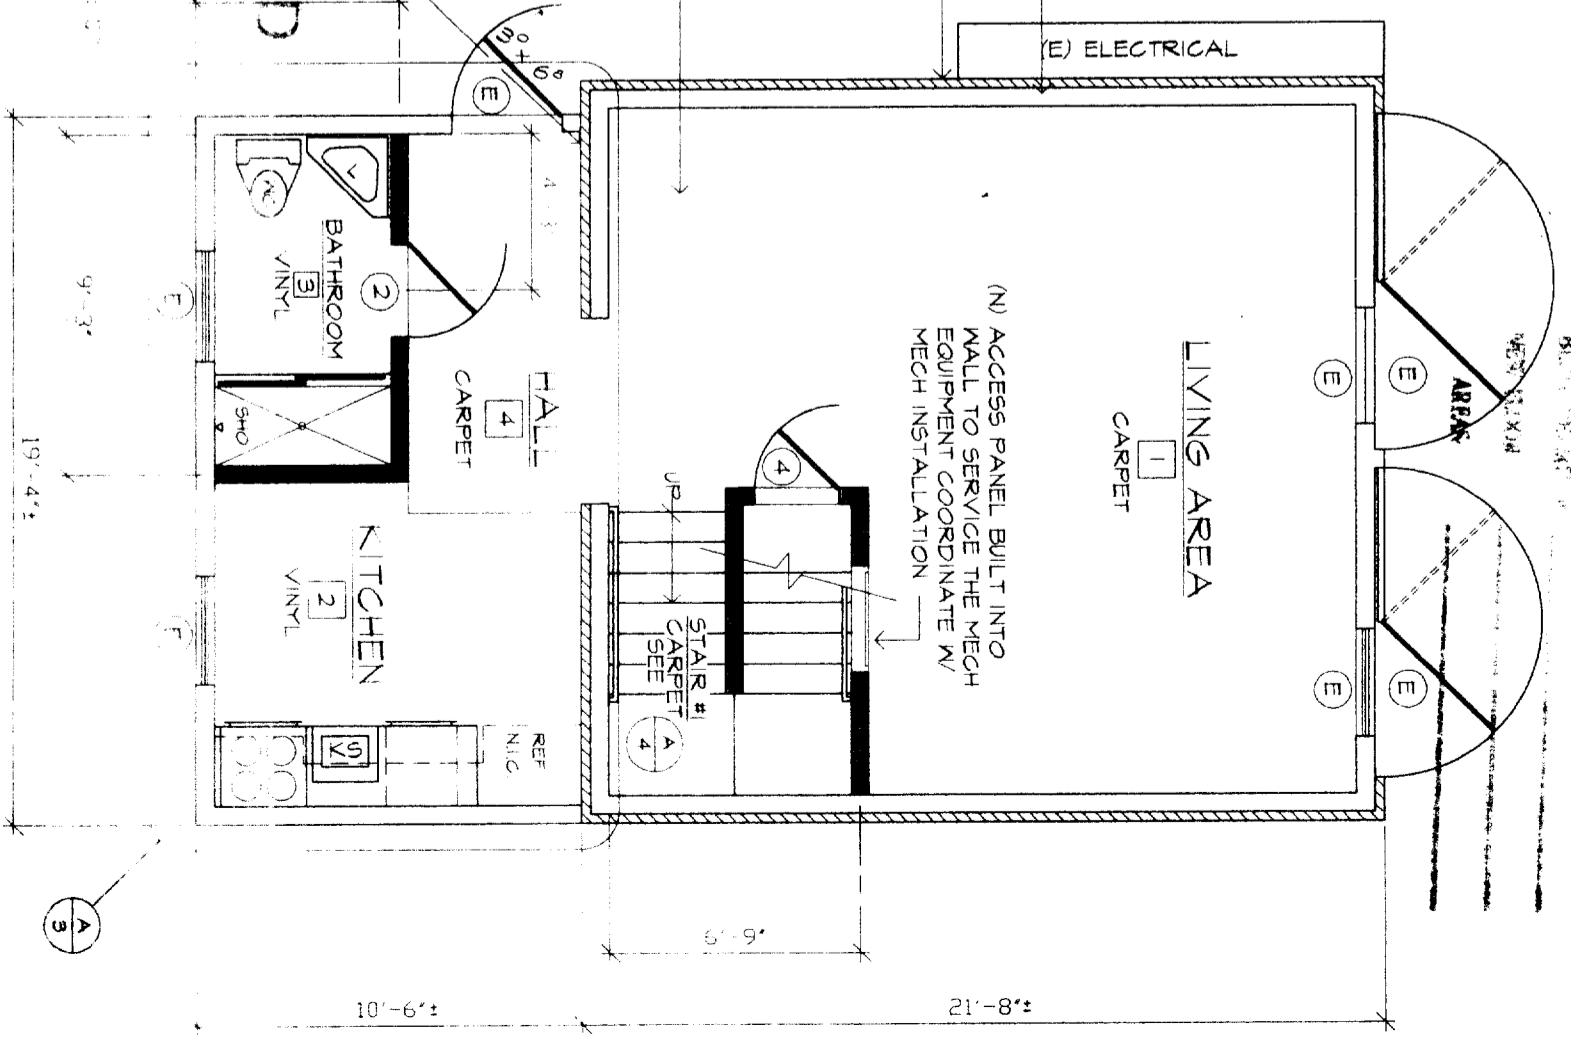 (E) ELECTRICAL
3⁰
6⁸
E
L
WC
BATHROOM
3
VINYL
2
E
9'-3"
19'-4"±
SHO
HALL
4
CARPET
KITCHEN
2
VINYL
KS
REF
N.I.C.
UP
STAIR #1
CARPET
SEE
A
4
4
(N) ACCESS PANEL BUILT INTO
WALL TO SERVICE THE MECH
EQUIPMENT COORDINATE W/
MECH INSTALLATION
LIVING AREA
1
CARPET
E
E
E
E
A
3
6'-9"
10'-6"±
21'-8"±